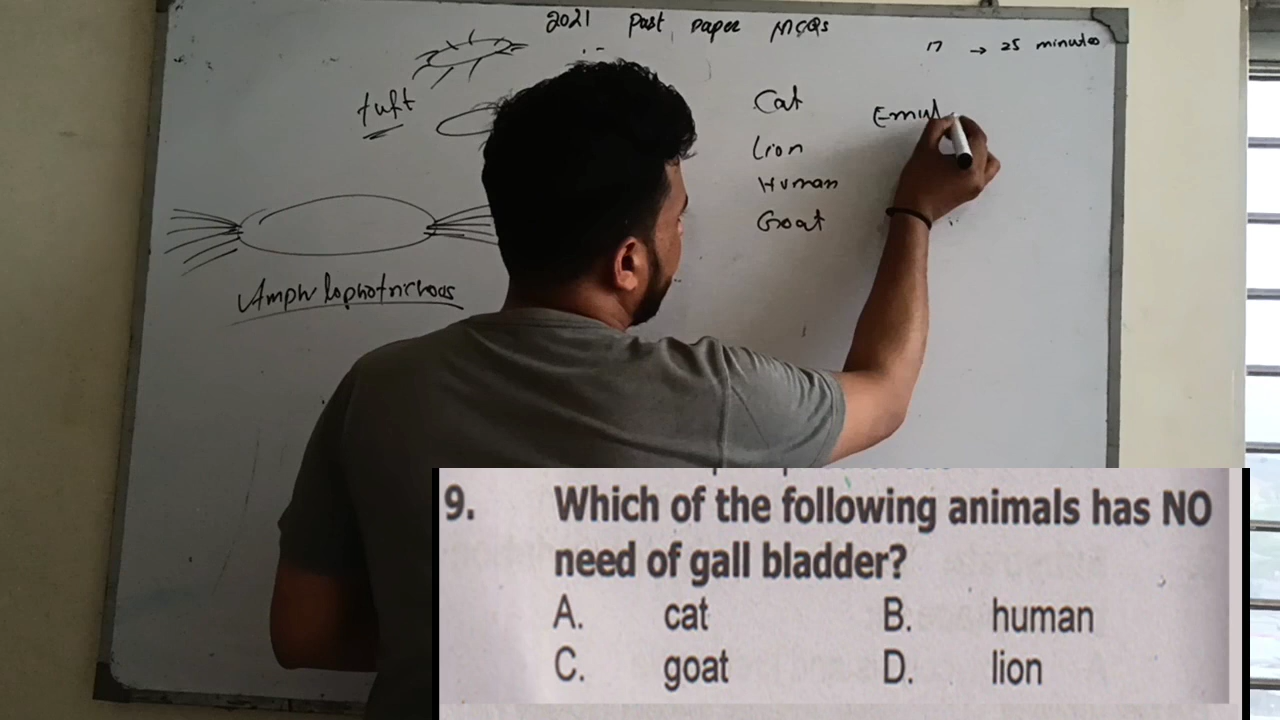 2021 Past paper MCQs
17 → 25 minutes
tuft
Cat
Lion
Human
Goat
Emul
Amphilophotrichous
9. Which of the following animals has NO
need of gall bladder?
A. cat B. human
C. goat D. lion